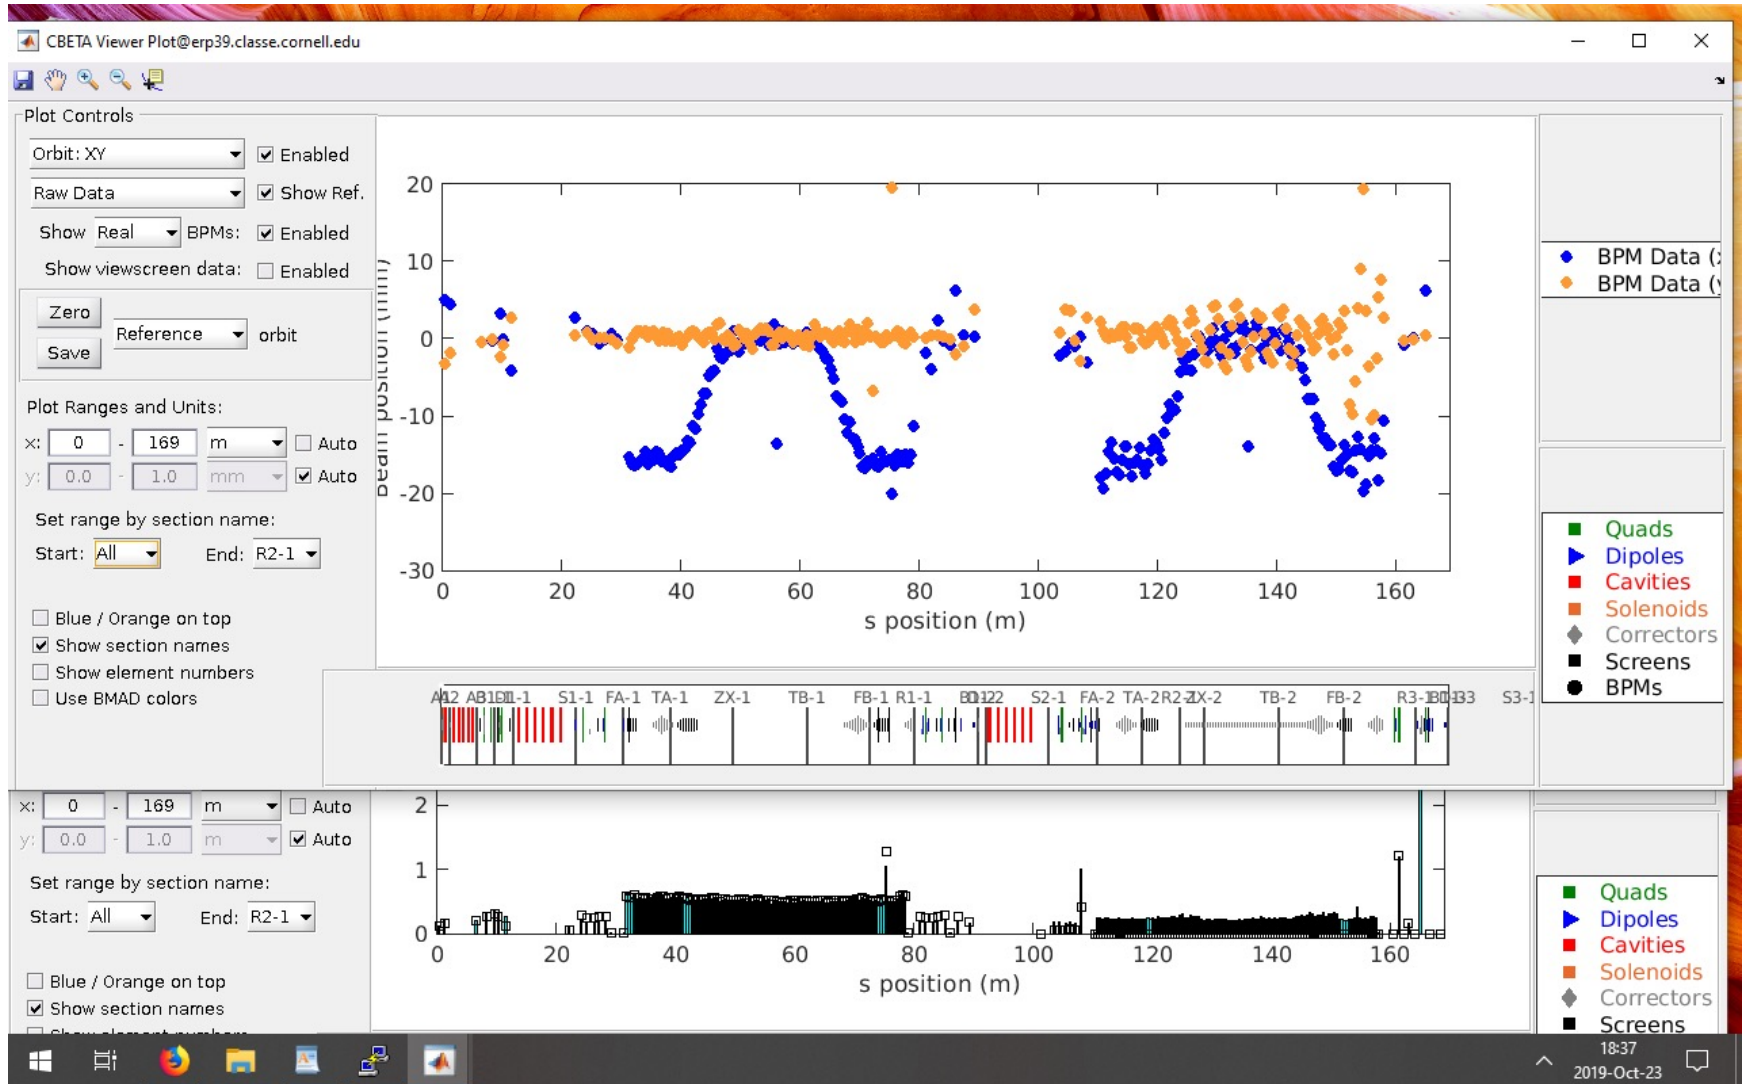 CBETA Viewer Plot@erp39.classe.cornell.edu
Plot Controls
Orbit: XY
Enabled
Raw Data
Show Ref.
Show Real BPMs: Enabled
Show viewscreen data: Enabled
Zero
Save
Reference orbit
Plot Ranges and Units:
x: 0 - 169 m Auto
y: 0.0 - 1.0 mm Auto
Set range by section name:
Start: All End: R2-1
Blue / Orange on top
Show section names
Show element numbers
Use BMAD colors
Beam position (mm)
20
10
0
-10
-20
-30
0 20 40 60 80 100 120 140 160
s position (m)
BPM Data (
BPM Data (
Quads
Dipoles
Cavities
Solenoids
Correctors
Screens
BPMs
S1-1 FA-1 TA-1 ZX-1 TB-1 FB-1 R1-1 S2-1 FA-2 TA-2 TB-2 FB-2 S3-1
x: 0 - 169 m Auto
y: 0.0 - 1.0 m Auto
Set range by section name:
Start: All End: R2-1
Blue / Orange on top
Show section names
Show element numbers
2
1
0
0 20 40 60 80 100 120 140 160
s position (m)
Quads
Dipoles
Cavities
Solenoids
Correctors
Screens
18:37
2019-Oct-23